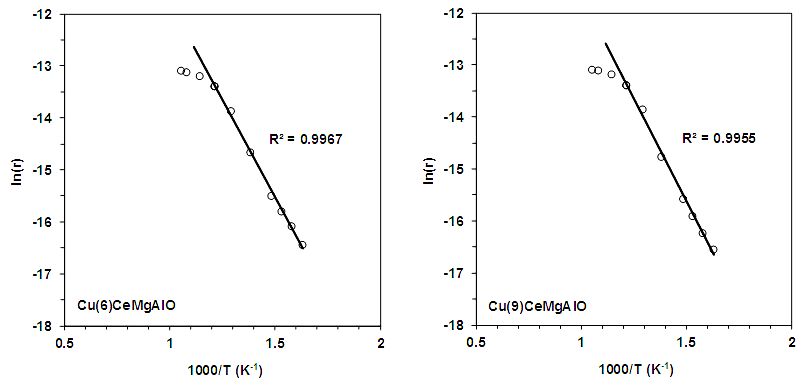 -12
-13
-14
-15
-16
-17
-18
ln(r)
R² = 0.9967
Cu(6)CeMgAlO
0.5
1
1.5
2
1000/T (K⁻¹)
-12
-13
-14
-15
-16
-17
-18
ln(r)
R² = 0.9955
Cu(9)CeMgAlO
0.5
1
1.5
2
1000/T (K⁻¹)